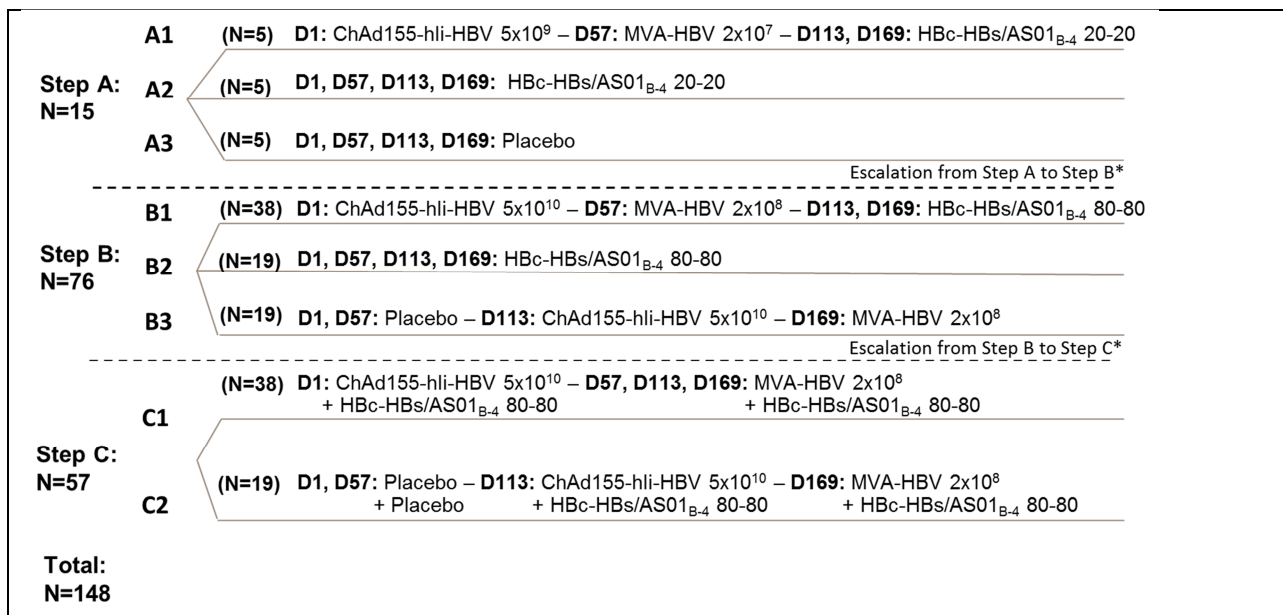 A1 (N=5) D1: ChAd155-hli-HBV 5x10⁹ – D57: MVA-HBV 2x10⁷ – D113, D169: HBc-HBs/AS01B-4 20-20
Step A:
N=15
A2 (N=5) D1, D57, D113, D169: HBc-HBs/AS01B-4 20-20
A3 (N=5) D1, D57, D113, D169: Placebo
Escalation from Step A to Step B*
B1 (N=38) D1: ChAd155-hli-HBV 5x10¹⁰ – D57: MVA-HBV 2x10⁸ – D113, D169: HBc-HBs/AS01B-4 80-80
Step B:
N=76
B2 (N=19) D1, D57, D113, D169: HBc-HBs/AS01B-4 80-80
B3 (N=19) D1, D57: Placebo – D113: ChAd155-hli-HBV 5x10¹⁰ – D169: MVA-HBV 2x10⁸
Escalation from Step B to Step C*
(N=38) D1: ChAd155-hli-HBV 5x10¹⁰ – D57, D113, D169: MVA-HBV 2x10⁸
+ HBc-HBs/AS01B-4 80-80 + HBc-HBs/AS01B-4 80-80
C1
Step C:
N=57
(N=19) D1, D57: Placebo – D113: ChAd155-hli-HBV 5x10¹⁰ – D169: MVA-HBV 2x10⁸
+ Placebo + HBc-HBs/AS01B-4 80-80 + HBc-HBs/AS01B-4 80-80
C2
Total:
N=148